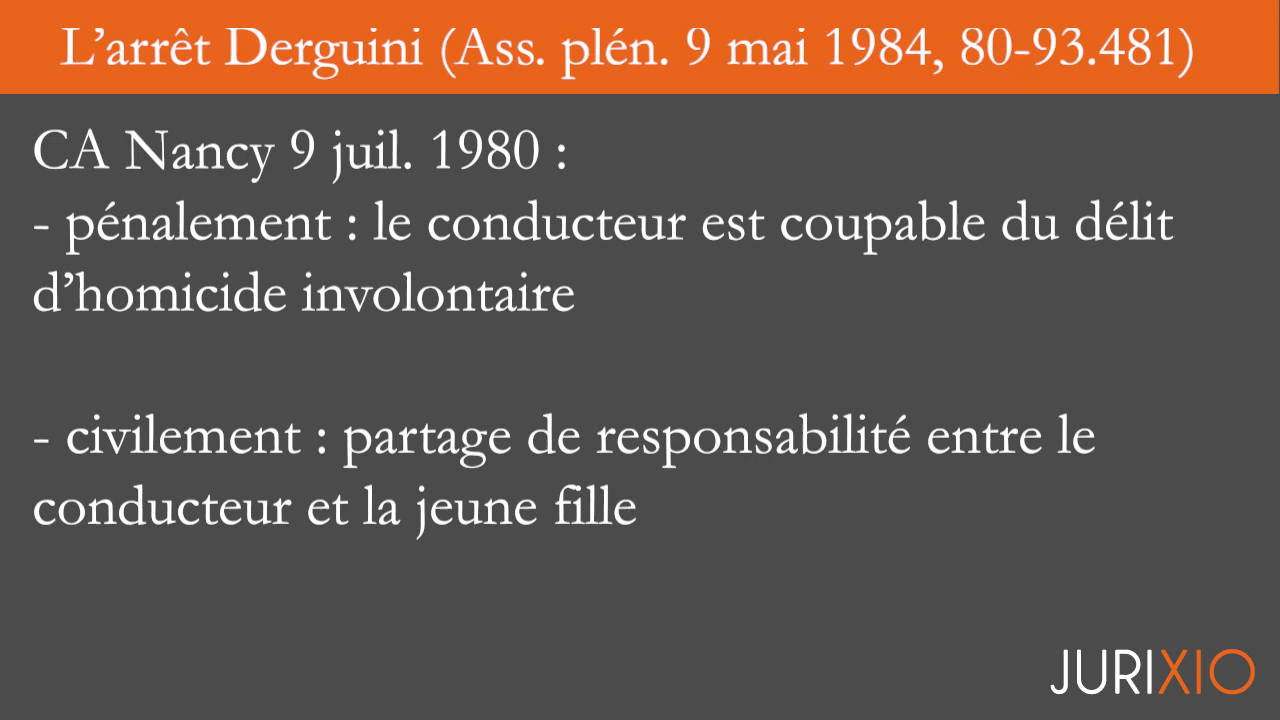 L’arrêt Derguini (Ass. plén. 9 mai 1984, 80-93.481)
CA Nancy 9 juil. 1980 :
- pénalement : le conducteur est coupable du délit
d’homicide involontaire
- civilement : partage de responsabilité entre le
conducteur et la jeune fille
JURIXIO